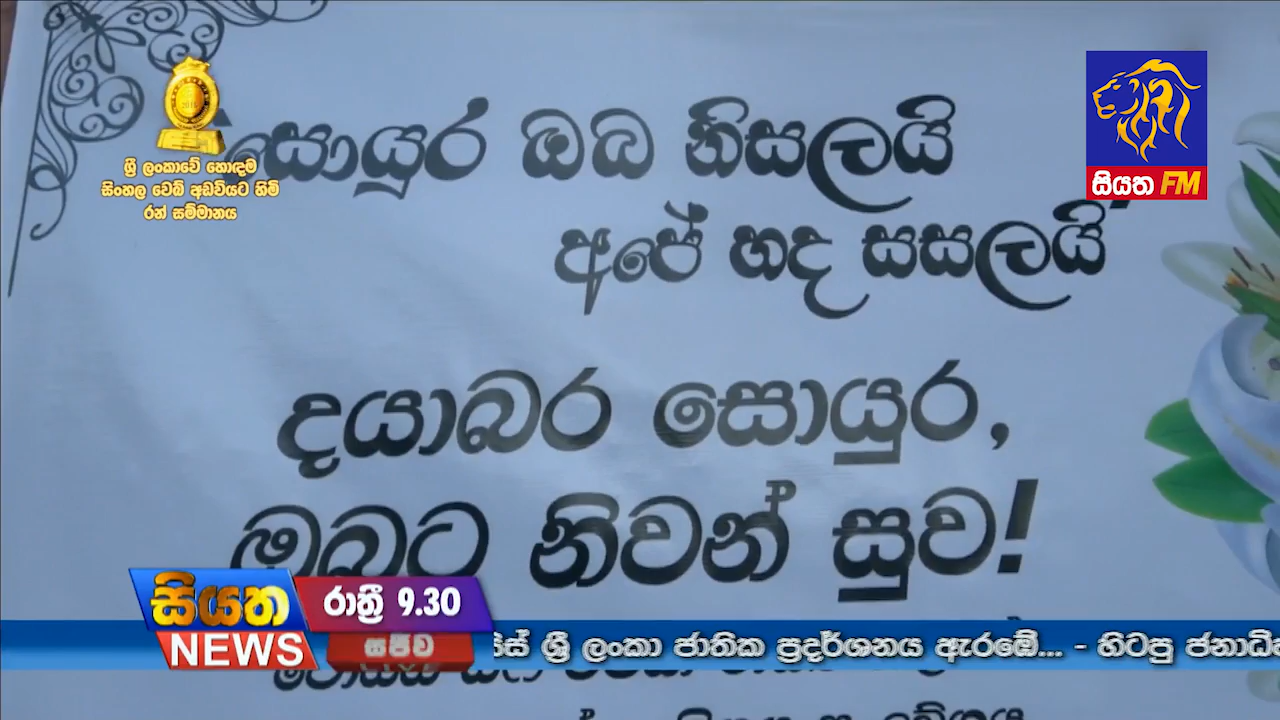 ශ්‍රී ලංකාවේ හොඳම
සිංහල වෙබ් අඩවියට හිමි
රන් සම්මානය
සියත FM
සොයුර ඔබ නිසලයි
අපේ හද සසලයි
දයාබර සොයුර,
ඔබට නිවන් සුව!
සියත
NEWS
රාත්‍රී 9.30
සජීව
ශ්‍රී ලංකා ජාතික ප්‍රදර්ශනය ඇරඹේ... - හිටපු